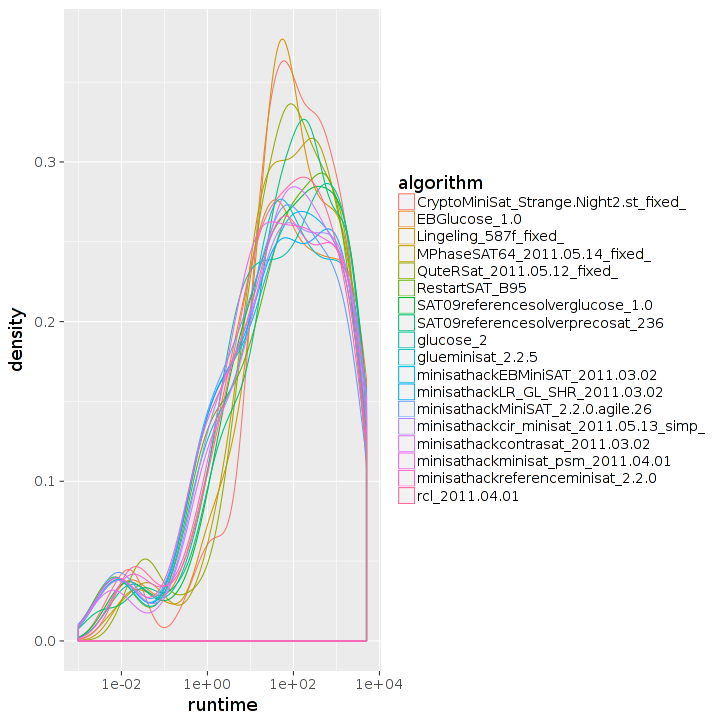 0.3
0.2
0.1
0.0
density
1e-02 1e+00 1e+02 1e+04
runtime
algorithm
CryptoMiniSat_Strange.Night2.st_fixed_
EBGlucose_1.0
Lingeling_587f_fixed_
MPhaseSAT64_2011.05.14_fixed_
QuteRSat_2011.05.12_fixed_
RestartSAT_B95
SAT09referencesolverglucose_1.0
SAT09referencesolverprecosat_236
glucose_2
glueminisat_2.2.5
minisathackEBMiniSAT_2011.03.02
minisathackLR_GL_SHR_2011.03.02
minisathackMiniSAT_2.2.0.agile.26
minisathackcir_minisat_2011.05.13_simp_
minisathackcontrasat_2011.03.02
minisathackminisat_psm_2011.04.01
minisathackreferenceminisat_2.2.0
rcl_2011.04.01